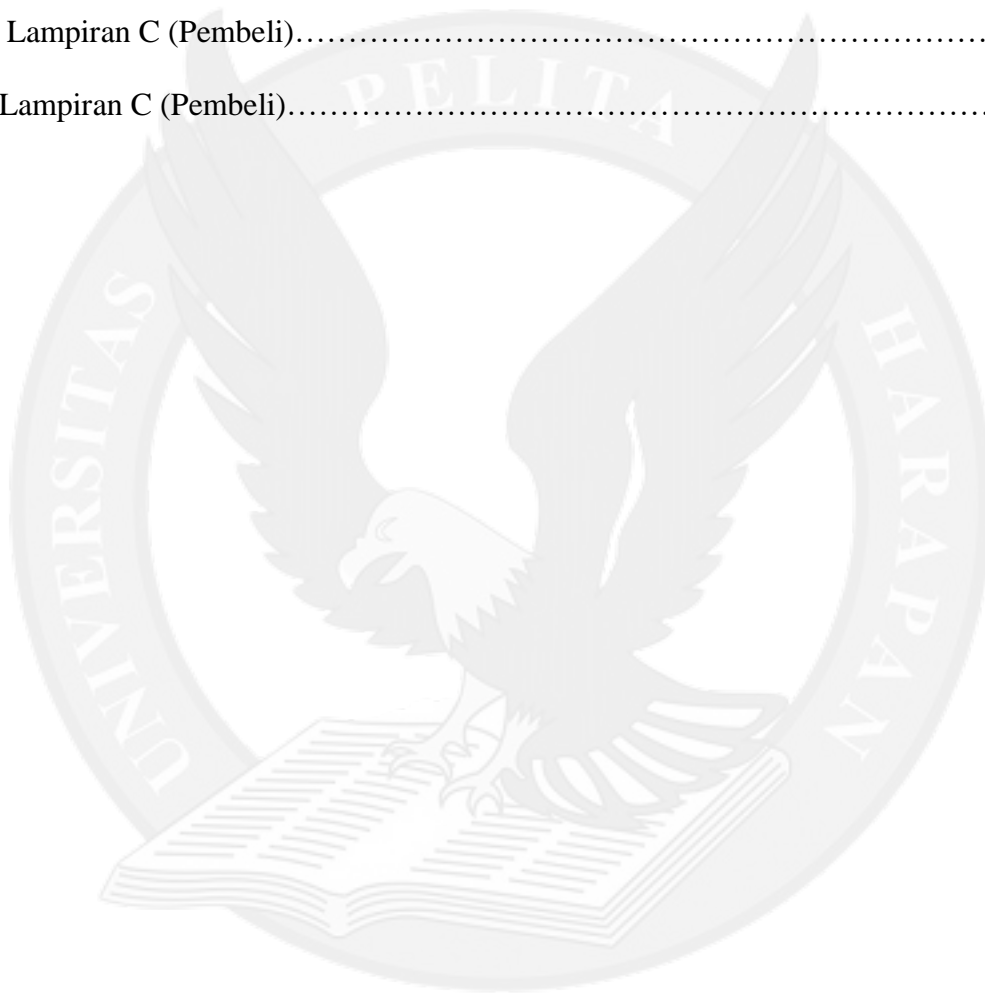 Lampiran C (Pembeli)…………………………………………………………
Lampiran C (Pembeli)…………………………………………………………
PELITA
UNIVERSITAS
HARAPAN